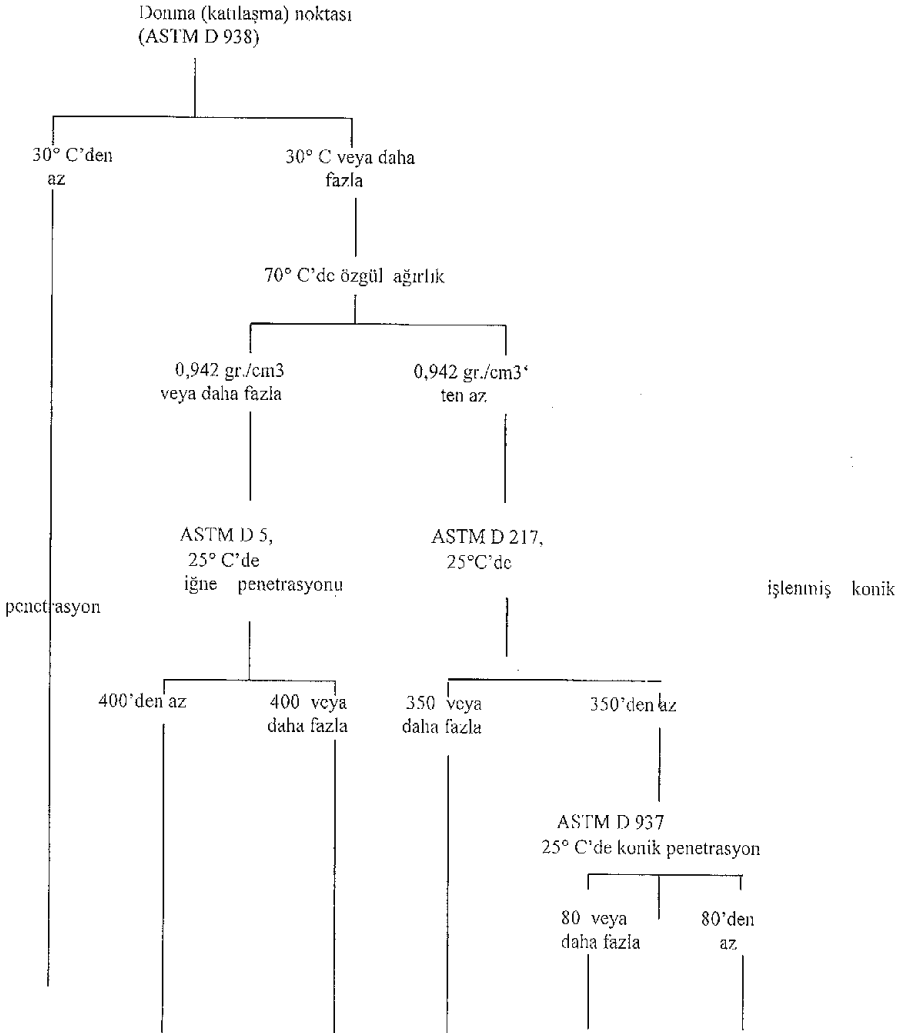 Donma (katılaşma) noktası
(ASTM D 938)
30° C'den
az
30° C veya daha
fazla
70° C'de özgül ağırlık
0,942 gr./cm3
veya daha fazla
0,942 gr./cm3‘
ten az
ASTM D 5,
25° C'de
iğne penetrasyonu
ASTM D 217,
25°C'de
işlenmiş konik
penetrasyon
400'den az
400 veya
daha fazla
350 veya
daha fazla
350'den az
ASTM D 937
25° C'de konik penetrasyon
80 veya
daha fazla
80'den
az